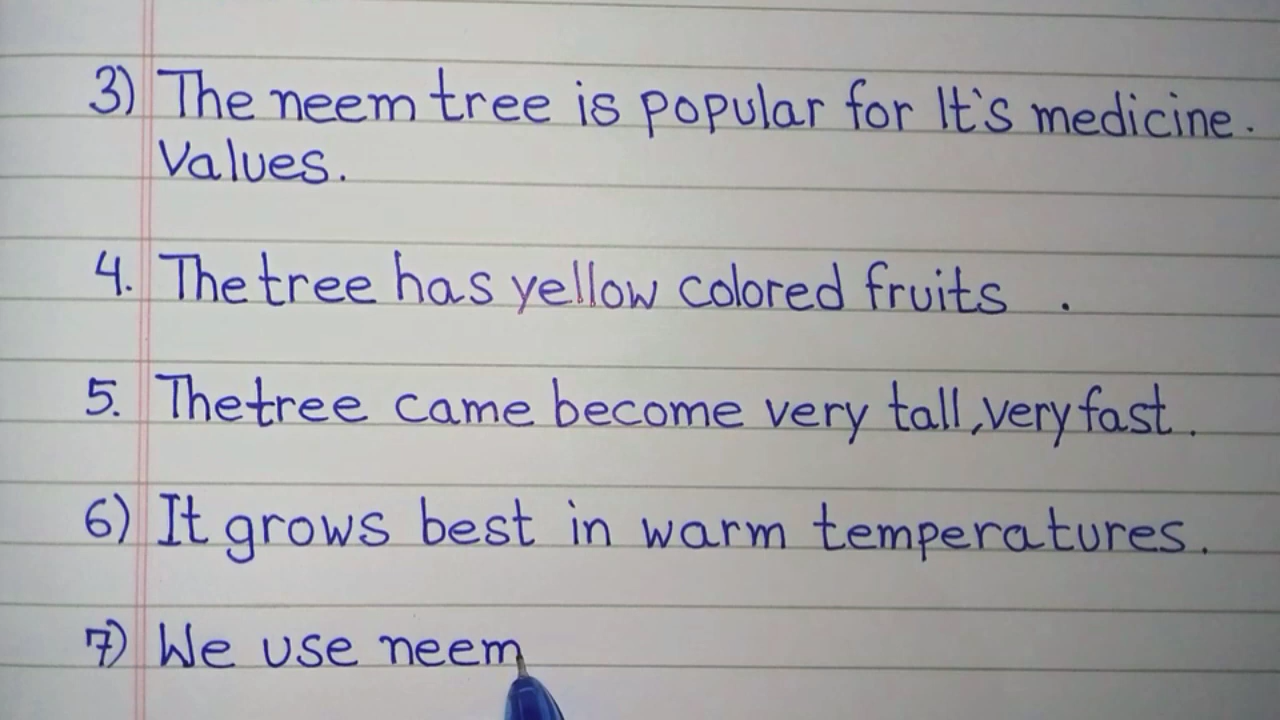 3) The neem tree is popular for It's medicine.
Values.
4. The tree has yellow colored fruits .
5. The tree came become very tall, very fast.
6) It grows best in warm temperatures.
7) We use neem